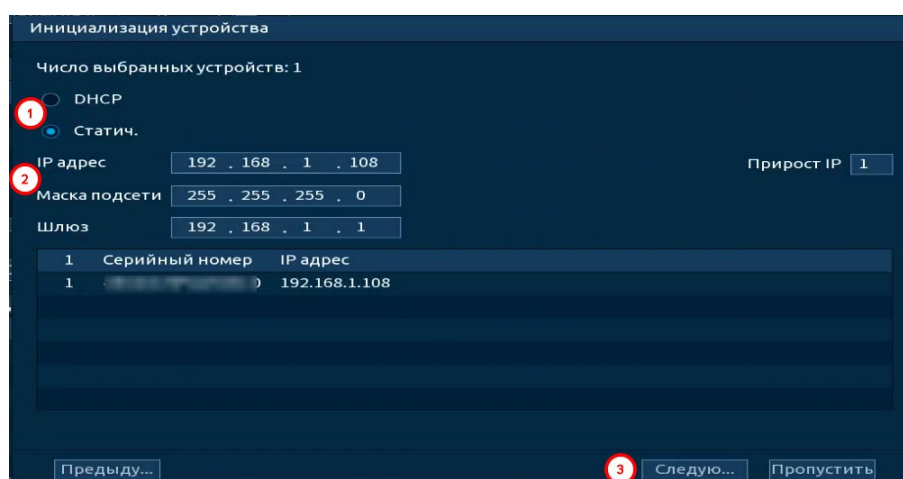 Инициализация устройства
Число выбранных устройств: 1
DHCP
1
Статич.
IP адрес 192 . 168 . 1 . 108 Прирост IP 1
2
Маска подсети 255 . 255 . 255 . 0
Шлюз 192 . 168 . 1 . 1
1 Серийный номер IP адрес
1 192.168.1.108
Предыду... 3 Следую... Пропустить